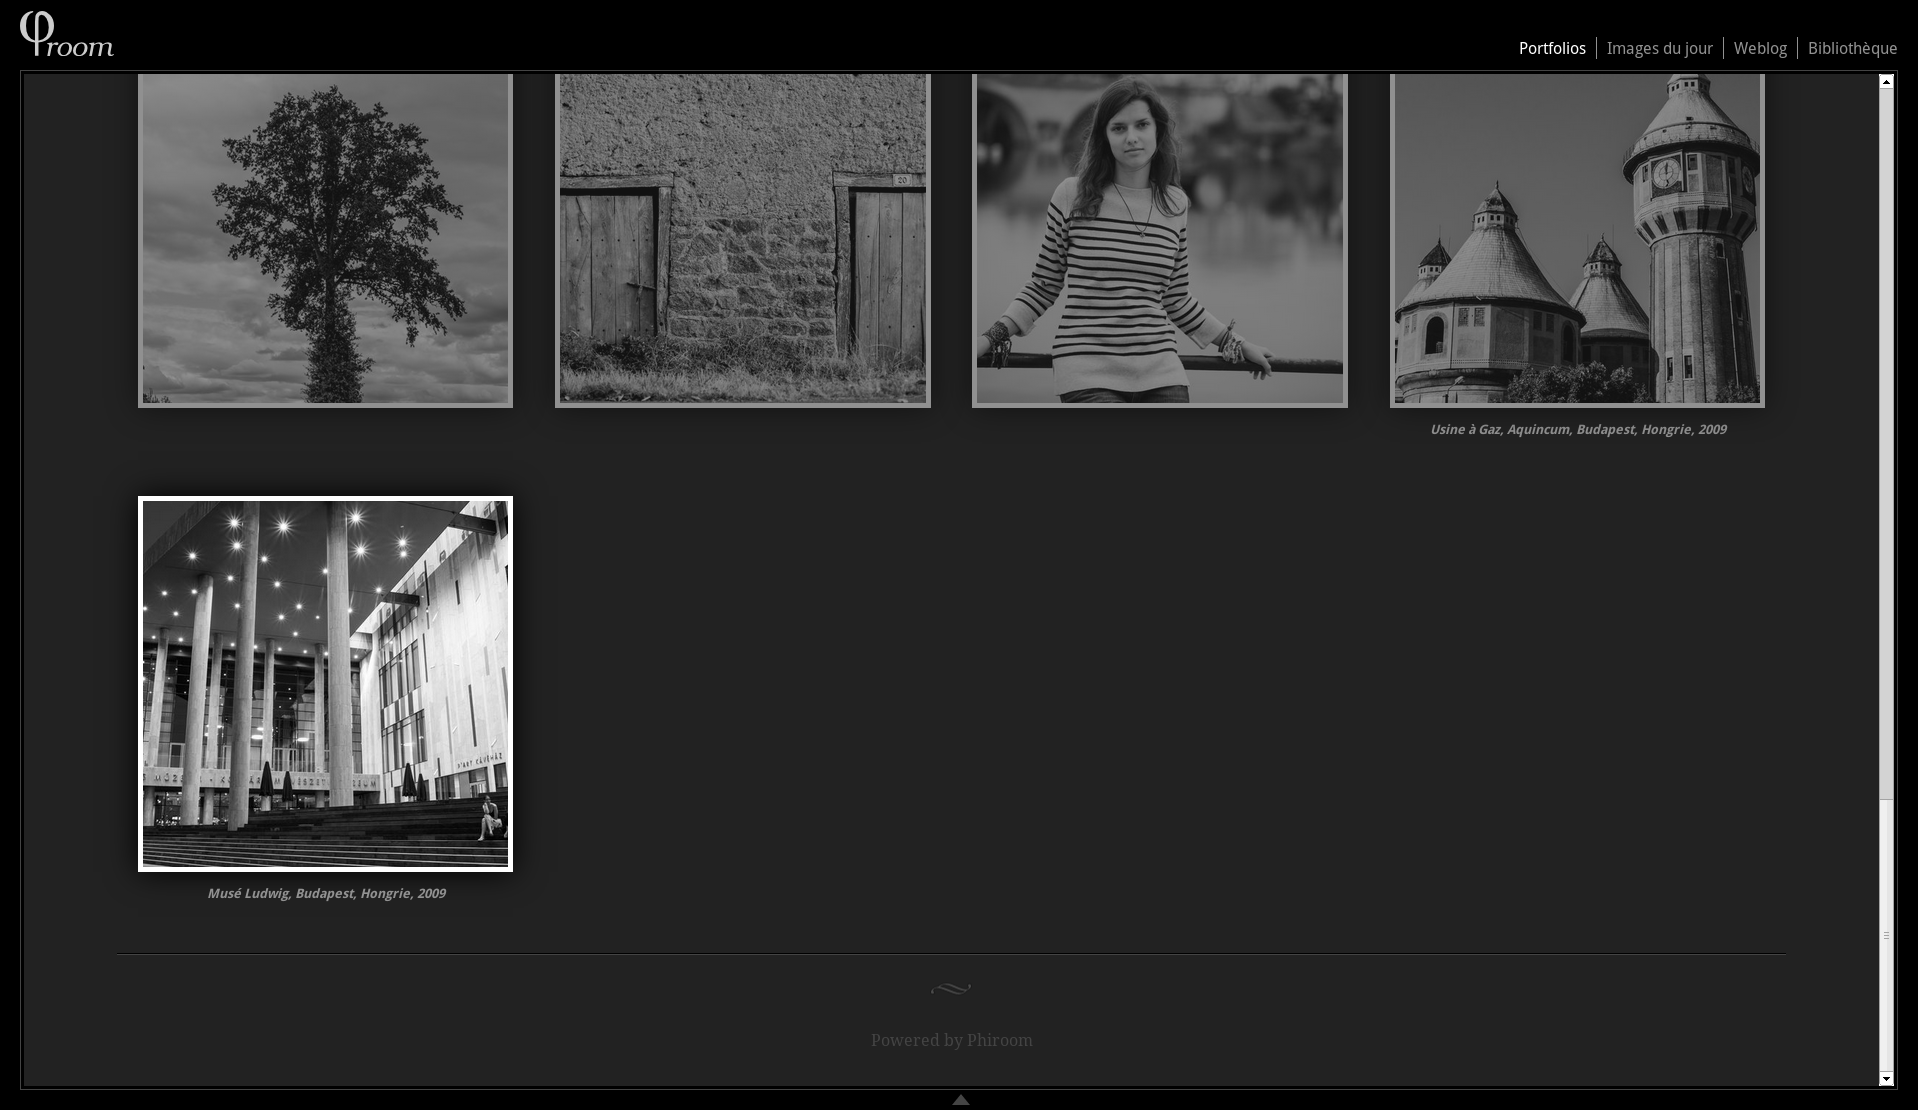 φroom
Portfolios
Images du jour
Weblog
Bibliothèque
20
Usine à Gaz, Aquincum, Budapest, Hongrie, 2009
Musé Ludwig, Budapest, Hongrie, 2009
Powered by Phiroom